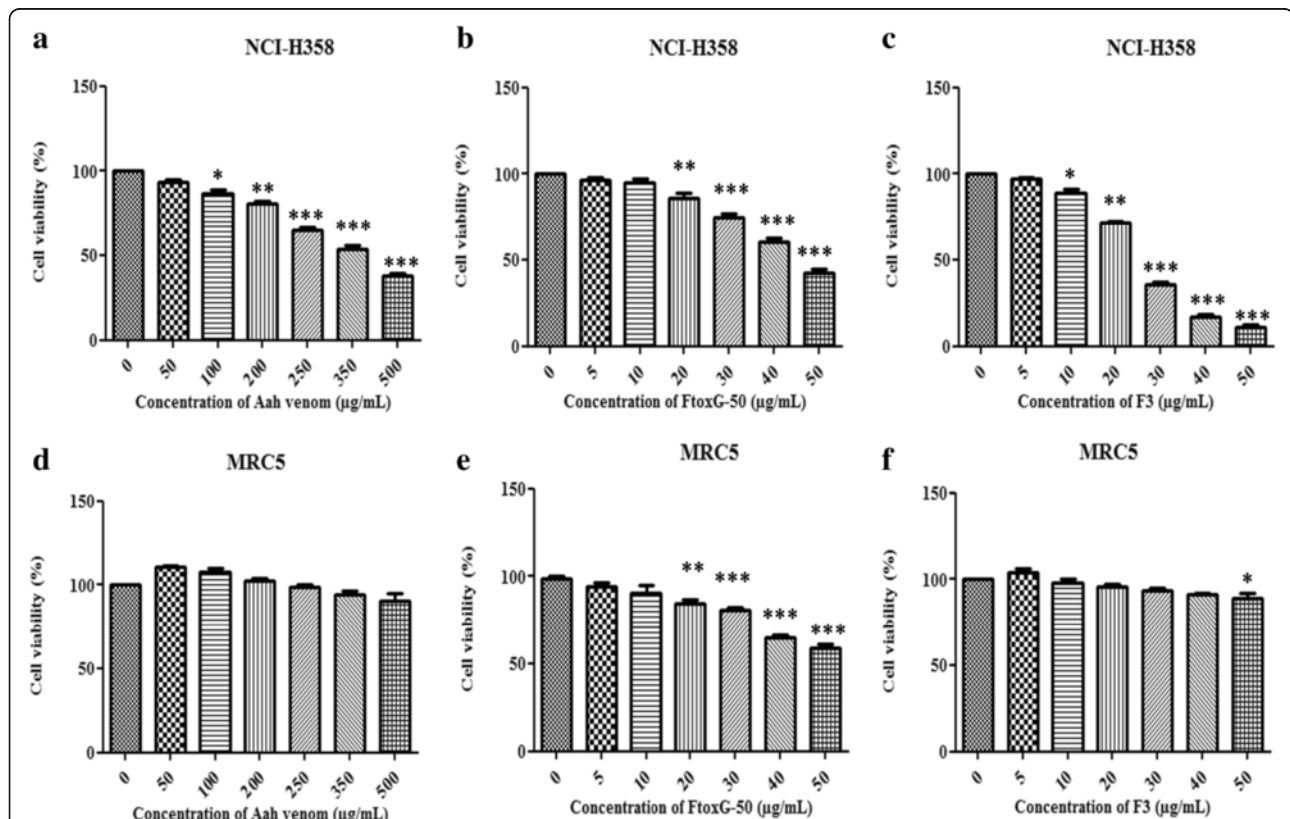 a
NCI-H358
Cell viability (%)
150
100
50
0
*
**
***
***
***
0 50 100 200 250 350 500
Concentration of Aah venom (µg/mL)
b
NCI-H358
Cell viability (%)
150
100
50
0
**
***
***
***
0 5 10 20 30 40 50
Concentration of FtoxG-50 (µg/mL)
c
NCI-H358
Cell viability (%)
150
100
50
0
*
**
***
***
***
0 5 10 20 30 40 50
Concentration of F3 (µg/mL)
d
MRC5
Cell viability (%)
150
100
50
0
0 50 100 200 250 350 500
Concentration of Aah venom (µg/mL)
e
MRC5
Cell viability (%)
150
100
50
0
**
***
***
***
0 5 10 20 30 40 50
Concentration of FtoxG-50 (µg/mL)
f
MRC5
Cell viability (%)
150
100
50
0
*
0 5 10 20 30 40 50
Concentration of F3 (µg/mL)